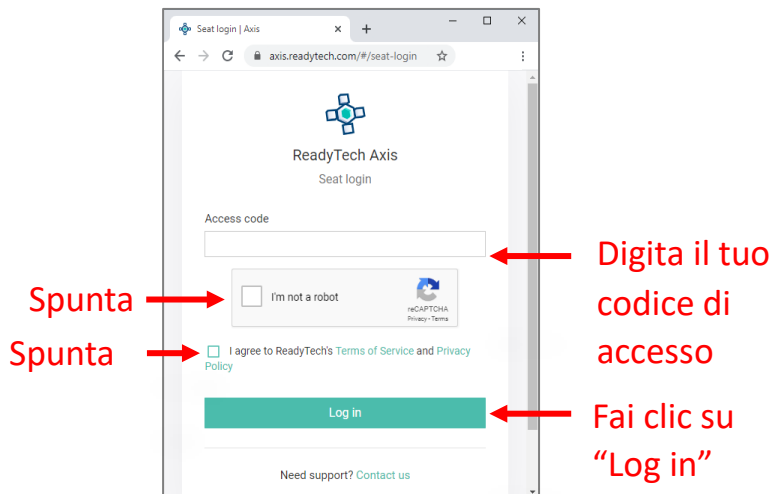 Seat login | Axis
axis.readytech.com/#/seat-login
ReadyTech Axis
Seat login
Access code
Digita il tuo
codice di
accesso
Spunta
I'm not a robot
reCAPTCHA
Privacy - Terms
Spunta
I agree to ReadyTech's Terms of Service and Privacy
Policy
Log in
Fai clic su
“Log in”
Need support? Contact us